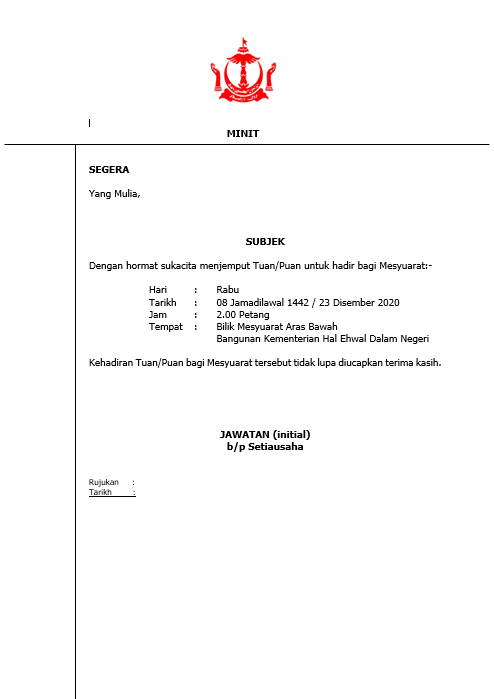 MINIT
SEGERA
Yang Mulia,
SUBJEK
Dengan hormat sukacita menjemput Tuan/Puan untuk hadir bagi Mesyuarat:-
Hari : Rabu
Tarikh : 08 Jamadilawal 1442 / 23 Disember 2020
Jam : 2.00 Petang
Tempat : Bilik Mesyuarat Aras Bawah
Bangunan Kementerian Hal Ehwal Dalam Negeri
Kehadiran Tuan/Puan bagi Mesyuarat tersebut tidak lupa diucapkan terima kasih.
JAWATAN (initial)
b/p Setiausaha
Rujukan :
Tarikh :